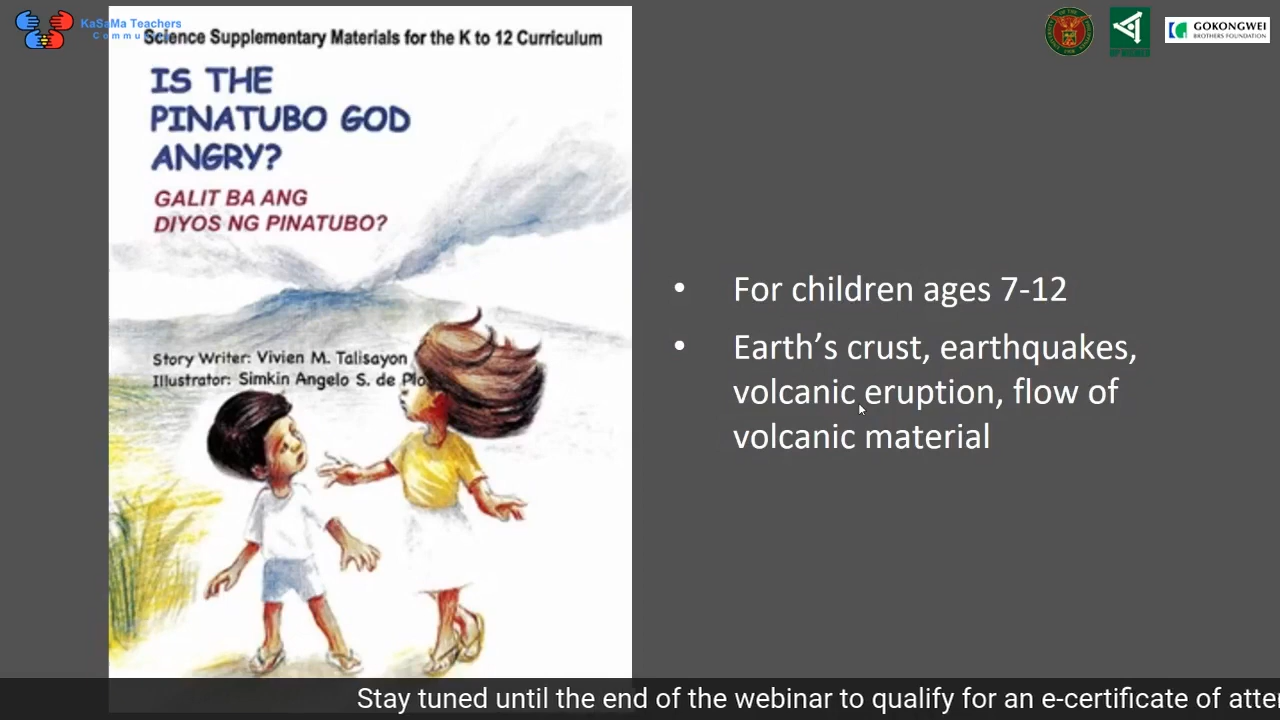 KaSaMa Teachers
Community
Science Supplementary Materials for the K to 12 Curriculum
IS THE
PINATUBO GOD
ANGRY?
GALIT BA ANG
DIYOS NG PINATUBO?
Story Writer: Vivien M. Talisayon
Illustrator: Simkin Angelo S. de
GOKONGWEI
BROTHERS FOUNDATION
• For children ages 7-12
• Earth’s crust, earthquakes,
volcanic eruption, flow of
volcanic material
Stay tuned until the end of the webinar to qualify for an e-certificate of